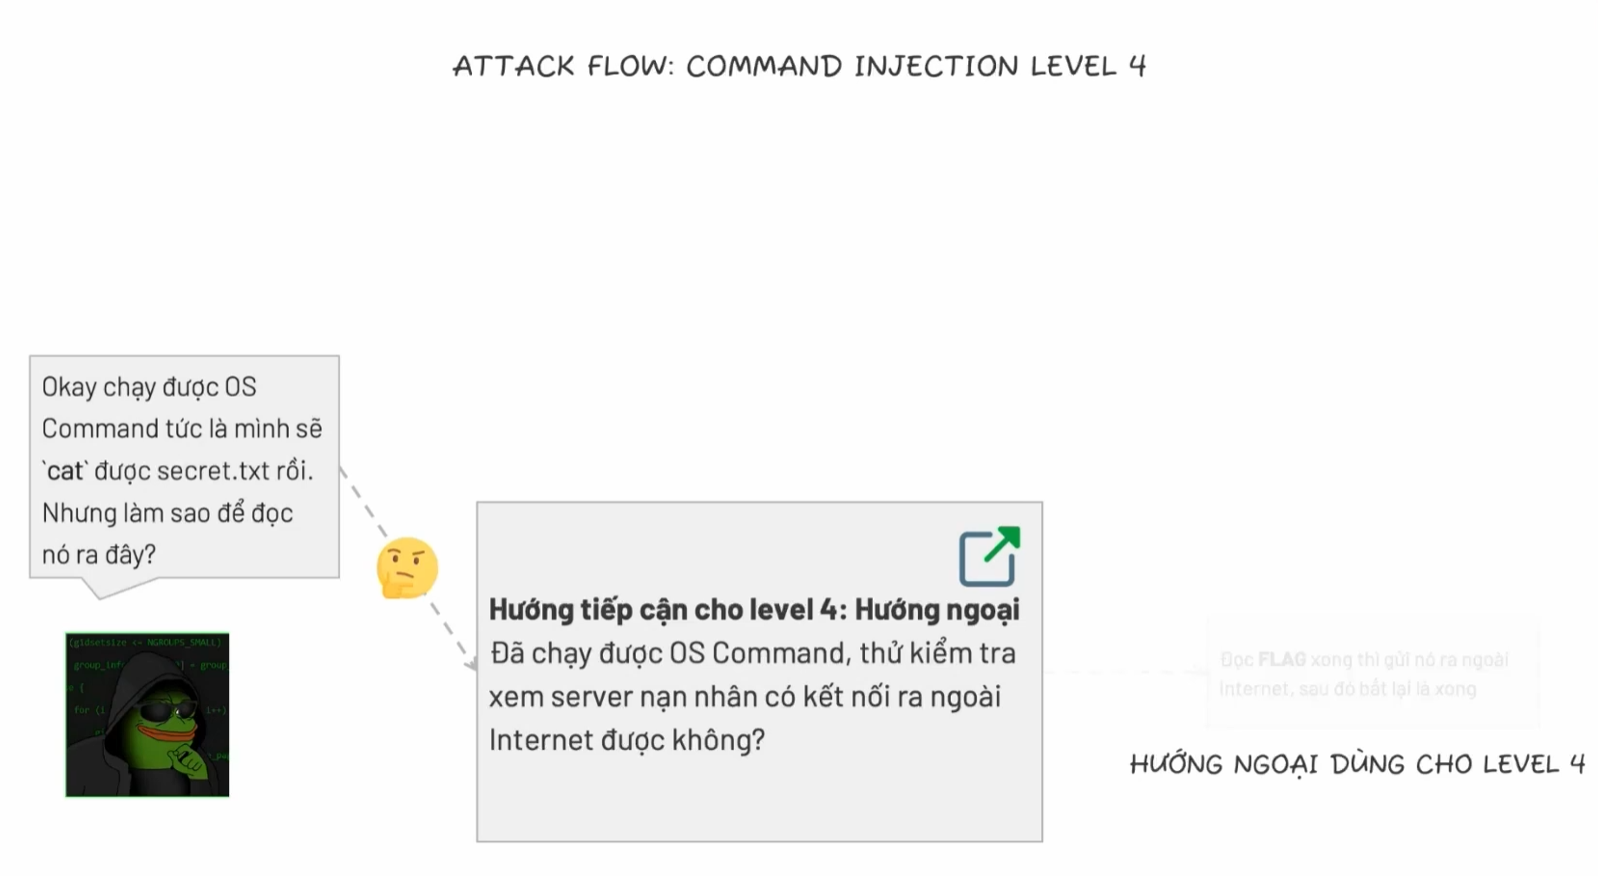 ATTACK FLOW: COMMAND INJECTION LEVEL 4
Okay chạy được OS
Command tức là mình sẽ
`cat` được secret.txt rồi.
Nhưng làm sao để đọc
nó ra đây?
Hướng tiếp cận cho level 4: Hướng ngoại
Đã chạy được OS Command, thử kiểm tra
xem server nạn nhân có kết nối ra ngoài
Internet được không?
Đọc FLAG xong thì gửi nó ra ngoài
Internet, sau đó bắt lại là xong
HƯỚNG NGOẠI DÙNG CHO LEVEL 4
(gidsetsize <= NGROUPS_SMALL)
for (i
i++)